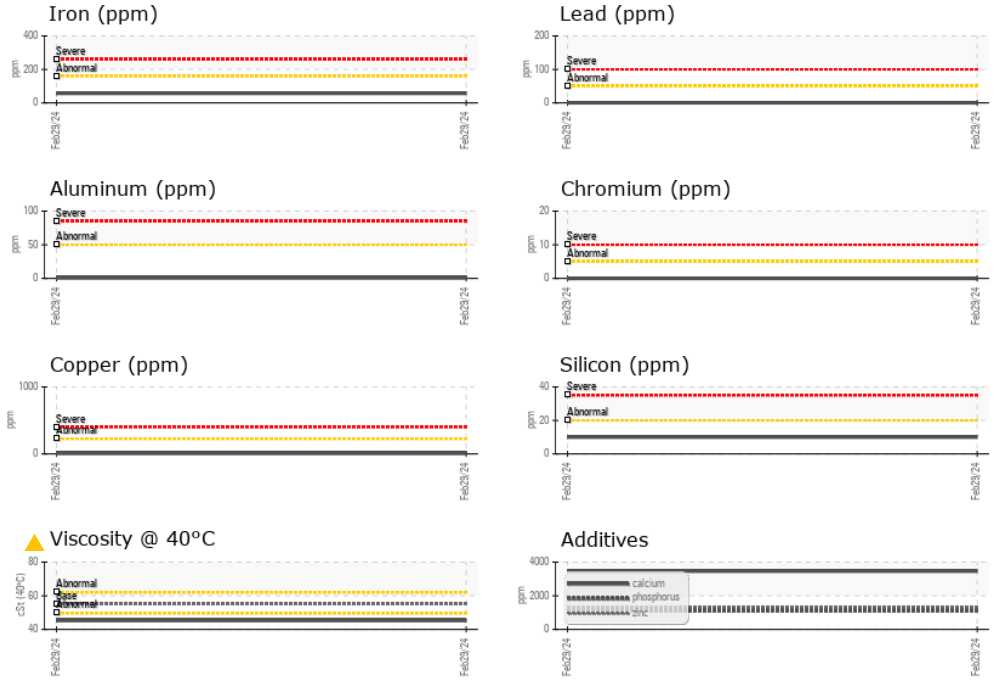 Iron (ppm)
400
200
0
ppm
Severe
Abnormal
Feb29/24
Feb29/24
Lead (ppm)
200
100
0
ppm
Severe
Abnormal
Feb29/24
Feb29/24
Aluminum (ppm)
100
50
0
ppm
Severe
Abnormal
Feb29/24
Feb29/24
Chromium (ppm)
20
10
0
ppm
Severe
Abnormal
Feb29/24
Feb29/24
Copper (ppm)
1000
0
ppm
Severe
Abnormal
Feb29/24
Feb29/24
Silicon (ppm)
40
20
0
ppm
Severe
Abnormal
Feb29/24
Feb29/24
Viscosity @ 40°C
80
60
40
cSt (40°C)
Abnormal
Base
Abnormal
Feb29/24
Feb29/24
Additives
4000
2000
0
ppm
calcium
phosphorus
zinc
Feb29/24
Feb29/24